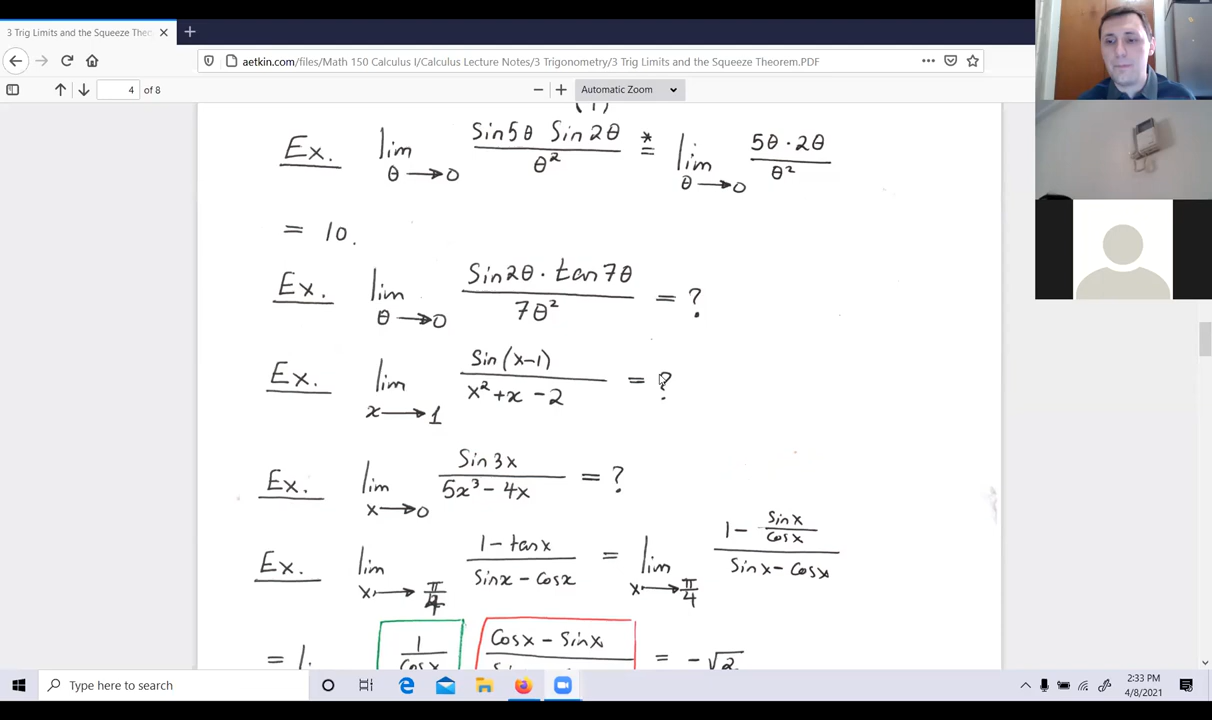 3 Trig Limits and the Squeeze Theo
aetkin.com/files/Math 150 Calculus I/Calculus Lecture Notes/3 Trigonometry/3 Trig Limits and the Squeeze Theorem.PDF
4 of 8
Automatic Zoom
(1)
Ex. lim θ→0 Sin5θ Sin2θ / θ² *= lim θ→0 5θ·2θ / θ²
= 10.
Ex. lim θ→0 Sin2θ · tan7θ / 7θ² = ?
Ex. lim x→1 Sin(x-1) / x²+x-2 = ?
Ex. lim x→0 Sin3x / 5x³-4x = ?
Ex. lim x→π/4 1-tanx / Sinx-Cosx = lim x→π/4 1 - Sinx/Cosx / Sinx-Cosx
= lim 1/Cosx Cosx-Sinx = -√2
Type here to search
2:33 PM
4/8/2021